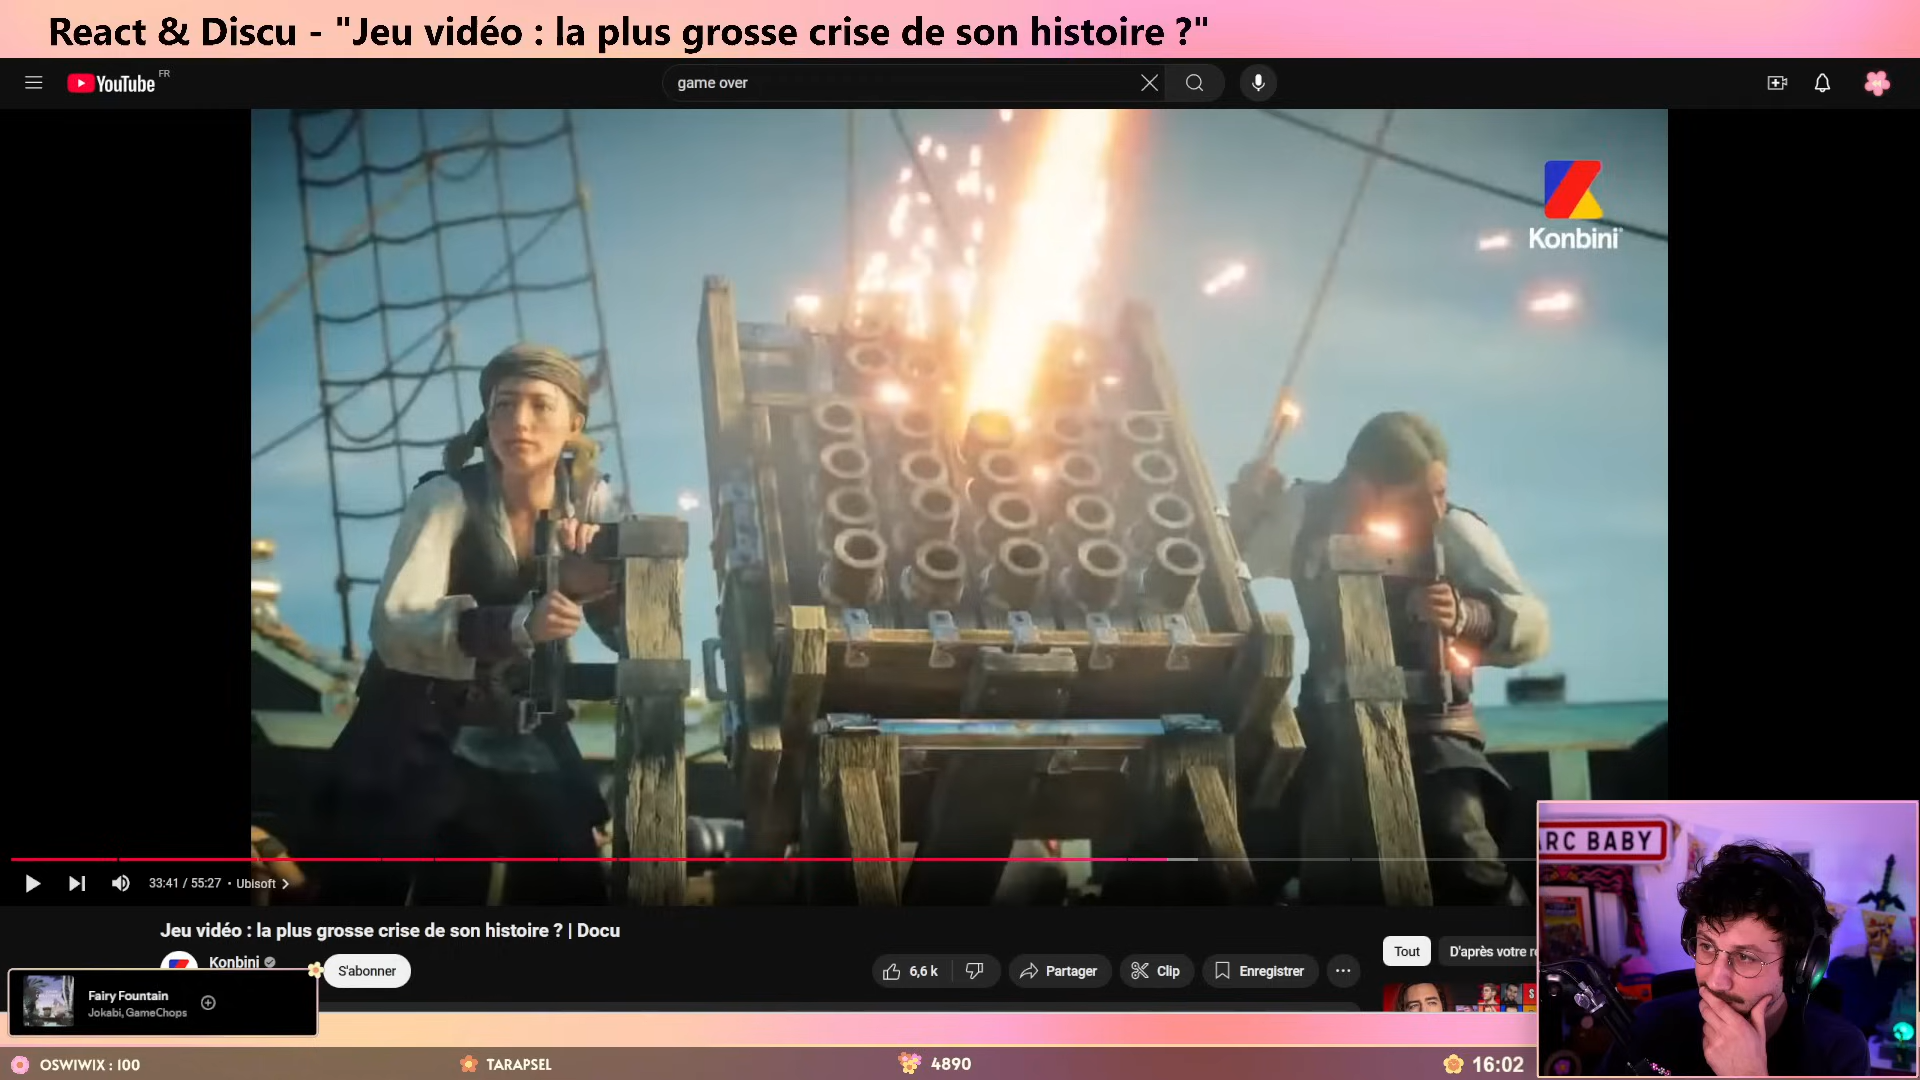 React & Discu - "Jeu vidéo : la plus grosse crise de son histoire ?"
YouTube FR
game over
Konbini
33:41 / 55:27 • Ubisoft
Jeu vidéo : la plus grosse crise de son histoire ? | Docu
Konbini
S'abonner
6,6 k
Partager
Clip
Enregistrer
Tout
D'après votre
ARC BABY
Fairy Fountain
Jokabi, GameChops
OSWIWIX : 100
TARAPSEL
4890
16:02